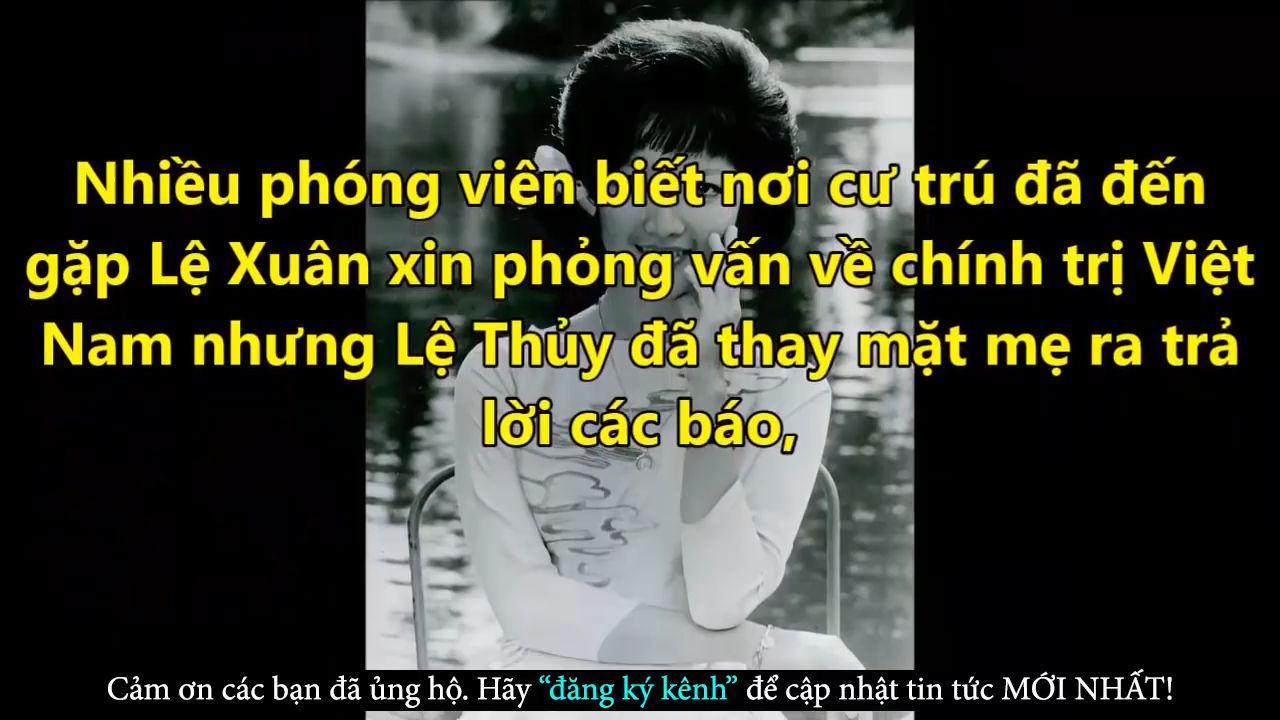 Nhiều phóng viên biết nơi cư trú đã đến
gặp Lệ Xuân xin phỏng vấn về chính trị Việt
Nam nhưng Lệ Thủy đã thay mặt mẹ ra trả
lời các báo,
Cảm ơn các bạn đã ủng hộ. Hãy “đăng ký kênh” để cập nhật tin tức MỚI NHẤT!